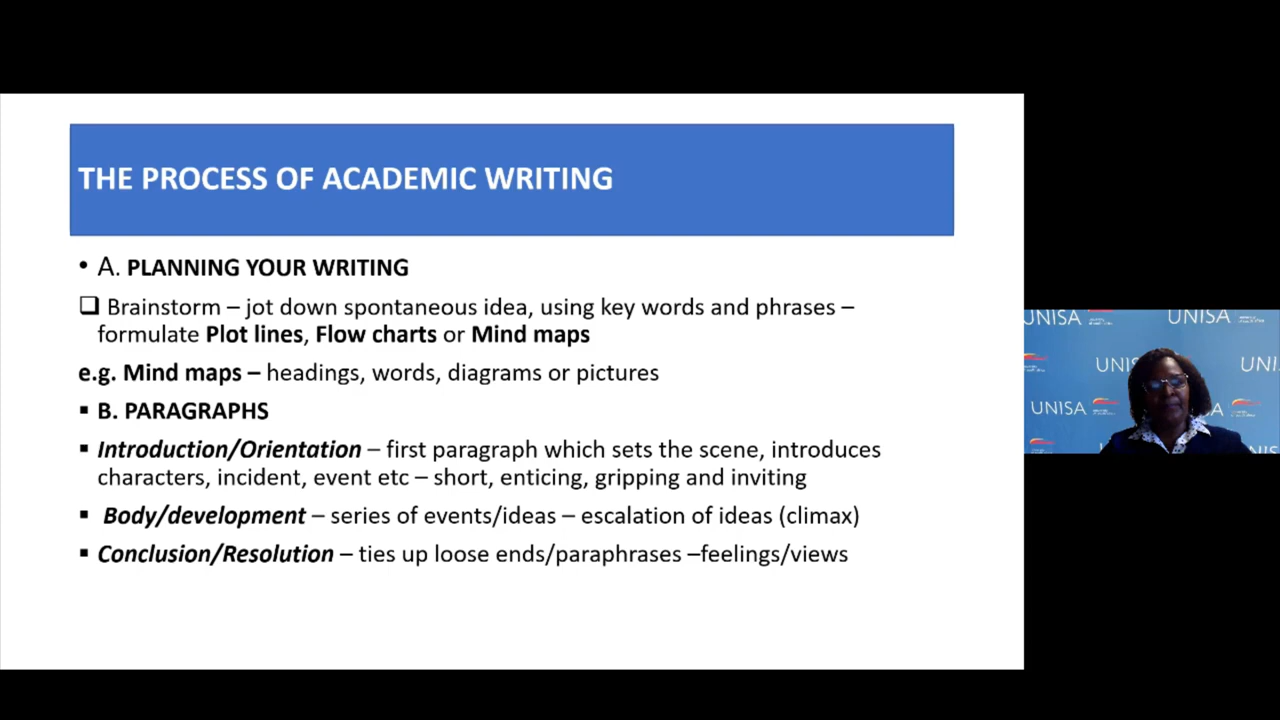 THE PROCESS OF ACADEMIC WRITING
• A. PLANNING YOUR WRITING
❑ Brainstorm – jot down spontaneous idea, using key words and phrases –
formulate Plot lines, Flow charts or Mind maps
e.g. Mind maps – headings, words, diagrams or pictures
▪ B. PARAGRAPHS
▪ Introduction/Orientation – first paragraph which sets the scene, introduces
characters, incident, event etc – short, enticing, gripping and inviting
▪ Body/development – series of events/ideas – escalation of ideas (climax)
▪ Conclusion/Resolution – ties up loose ends/paraphrases –feelings/views
UNISA
UNISA
UNISA